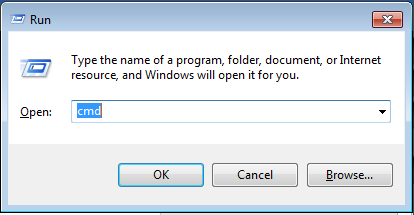 Run
Type the name of a program, folder, document, or Internet
resource, and Windows will open it for you.
Open: cmd
OK Cancel Browse...